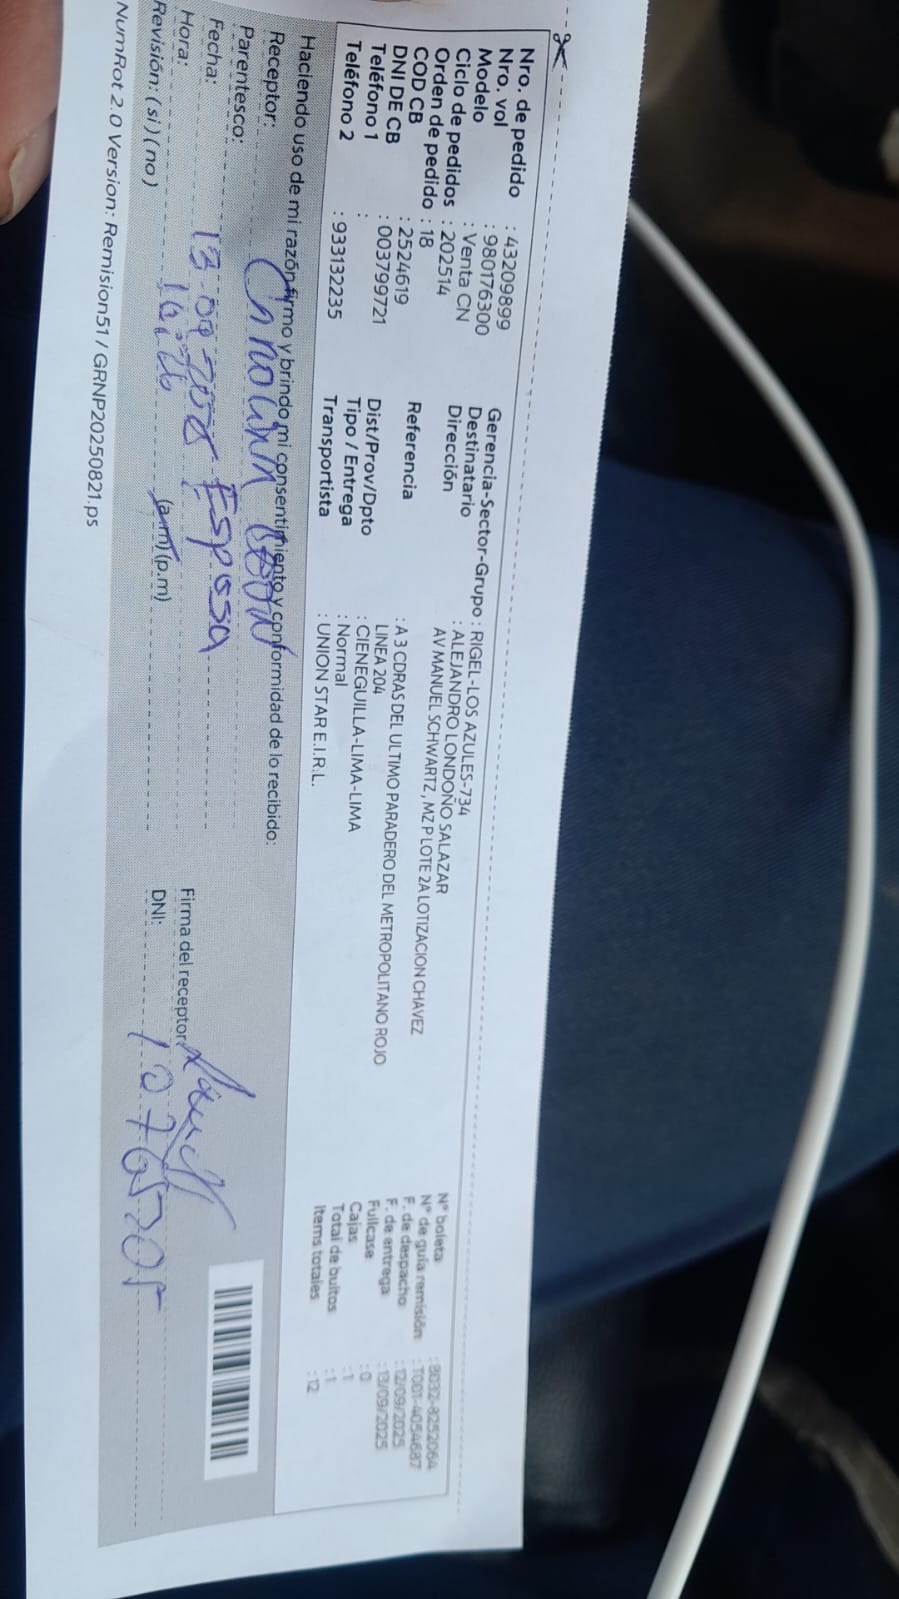 Nro. de pedido : 43209899
Nro. vol : 980176300
Modelo : Venta CN
Ciclo de pedidos : 202514
Orden de pedido : 18
COD CB : 2524619
DNI DE CB : 003799721
Teléfono 1 :
Teléfono 2 : 933132235
Gerencia-Sector-Grupo : RIGEL-LOS AZULES-734
Destinatario : ALEJANDRO LONDOÑO SALAZAR
Dirección AV MANUEL SCHWARTZ , MZ P LOTE 2A LOTIZACION CHAVEZ
Referencia : A 3 CDRAS DEL ULTIMO PARADERO DEL METROPOLITANO ROJO
LINEA 204
Dist/Prov/Dpto : CIENEGUILLA-LIMA-LIMA
Tipo / Entrega : Normal
Transportista : UNION STAR E.I.R.L.
N° boleta : B032-8252064
N° de guía remisión : T001-4054687
F. de despacho : 12/09/2025
F. de entrega : 13/09/2025
Fullcase : 0
Cajas : 1
Total de bultos : 1
Items totales : 12
Haciendo uso de mi razón firmo y brindo mi consentimiento y conformidad de lo recibido:
Receptor:
Parentesco: Esposa
Fecha: 13-09-2025
Hora: (a.m) (p.m)
Revisión: (si) (no)
Firma del receptor:
DNI:
NumRot 2.0 Version: Remision51 / GRNP20250821.ps